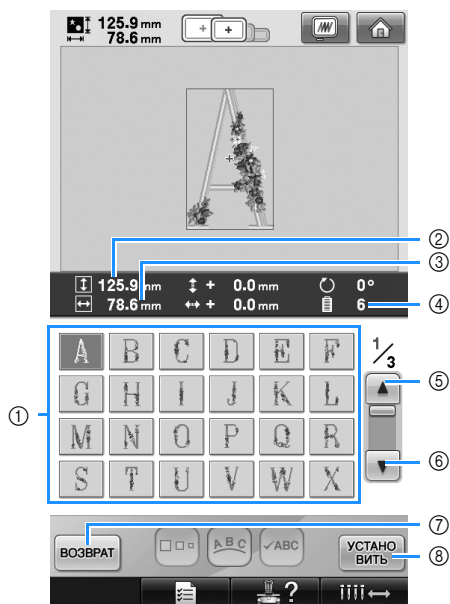 125.9 mm
78.6 mm
②
③
125.9 mm + 0.0 mm 0°
78.6 mm + 0.0 mm 6 ④
A B C D E F 1/3
G H I J K L ⑤
①
M N O P Q R ⑥
S T U V W X
⑦
ВОЗВРАТ ABC ✓ABC УСТАНО
ВИТЬ ⑧
?